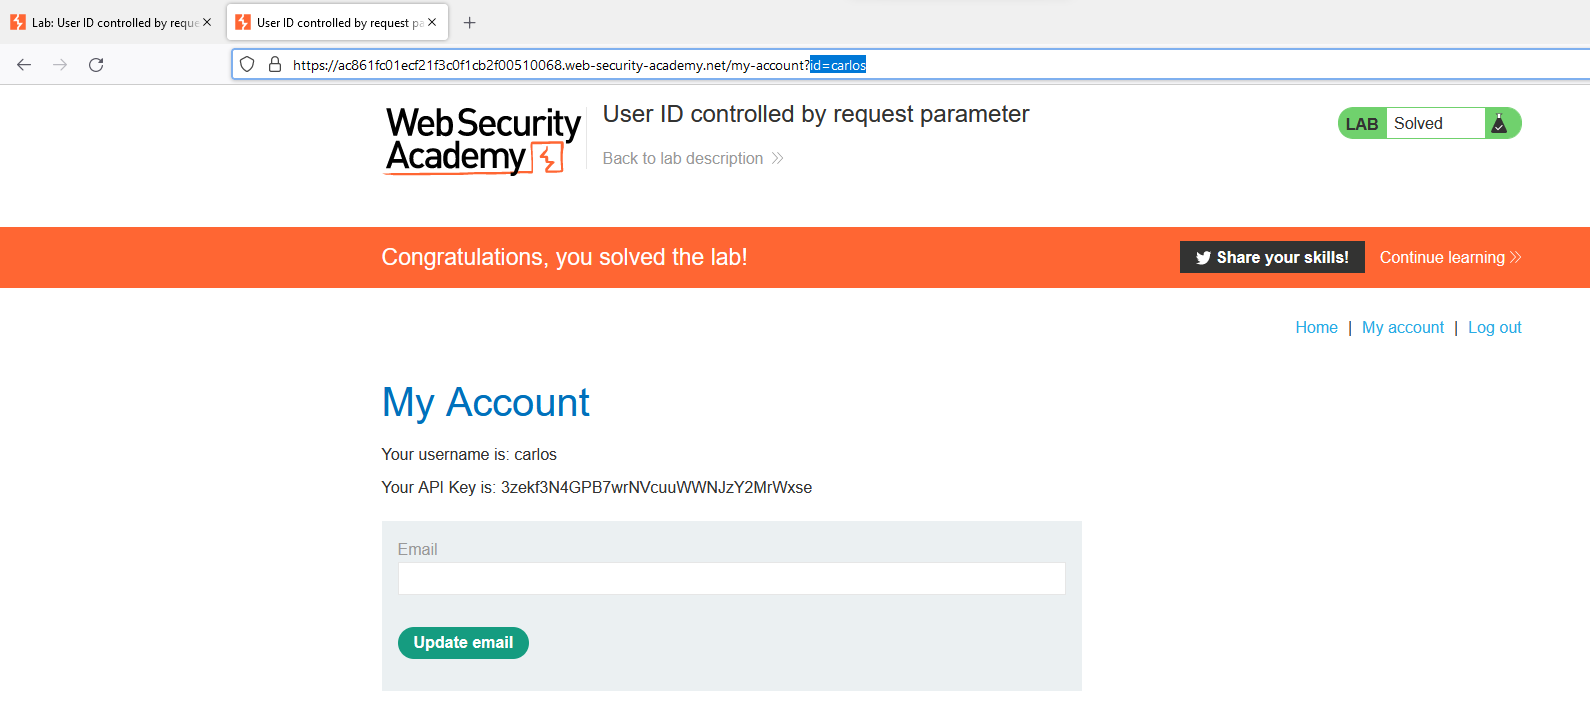 Lab: User ID controlled by reque
User ID controlled by request pa
https://ac861fc01ecf21f3c0f1cb2f00510068.web-security-academy.net/my-account?id=carlos
Web Security
Academy
User ID controlled by request parameter
Back to lab description
LAB Solved
Congratulations, you solved the lab!
Share your skills!
Continue learning
Home | My account | Log out
My Account
Your username is: carlos
Your API Key is: 3zekf3N4GPB7wrNVcuuWWNJzY2MrWxse
Email
Update email